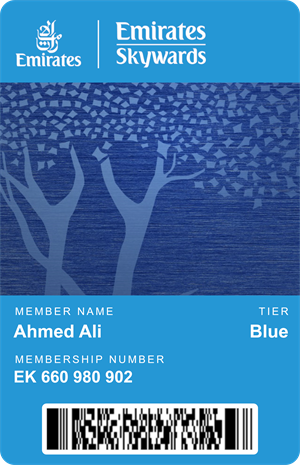 Emirates
Emirates
Skywards
MEMBER NAME
TIER
Ahmed Ali
Blue
MEMBERSHIP NUMBER
EK 660 980 902